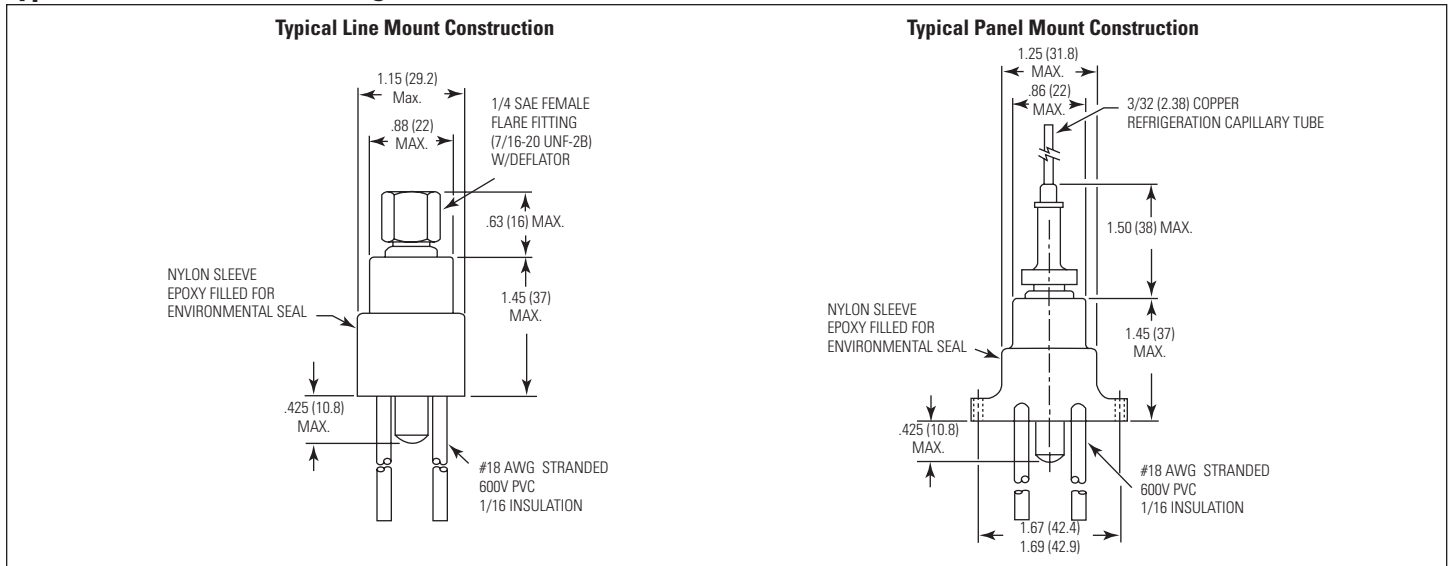 Typical Line Mount Construction
1.15 (29.2)
Max.
.88 (22)
MAX.
1/4 SAE FEMALE
FLARE FITTING
(7/16-20 UNF-2B)
W/DEFLATOR
.63 (16) MAX.
NYLON SLEEVE
EPOXY FILLED FOR
ENVIRONMENTAL SEAL
1.45 (37)
MAX.
.425 (10.8)
MAX.
#18 AWG STRANDED
600V PVC
1/16 INSULATION
Typical Panel Mount Construction
1.25 (31.8)
MAX.
.86 (22)
MAX.
3/32 (2.38) COPPER
REFRIGERATION CAPILLARY TUBE
1.50 (38) MAX.
NYLON SLEEVE
EPOXY FILLED FOR
ENVIRONMENTAL SEAL
1.45 (37)
MAX.
.425 (10.8)
MAX.
#18 AWG STRANDED
600V PVC
1/16 INSULATION
1.67 (42.4)
1.69 (42.9)